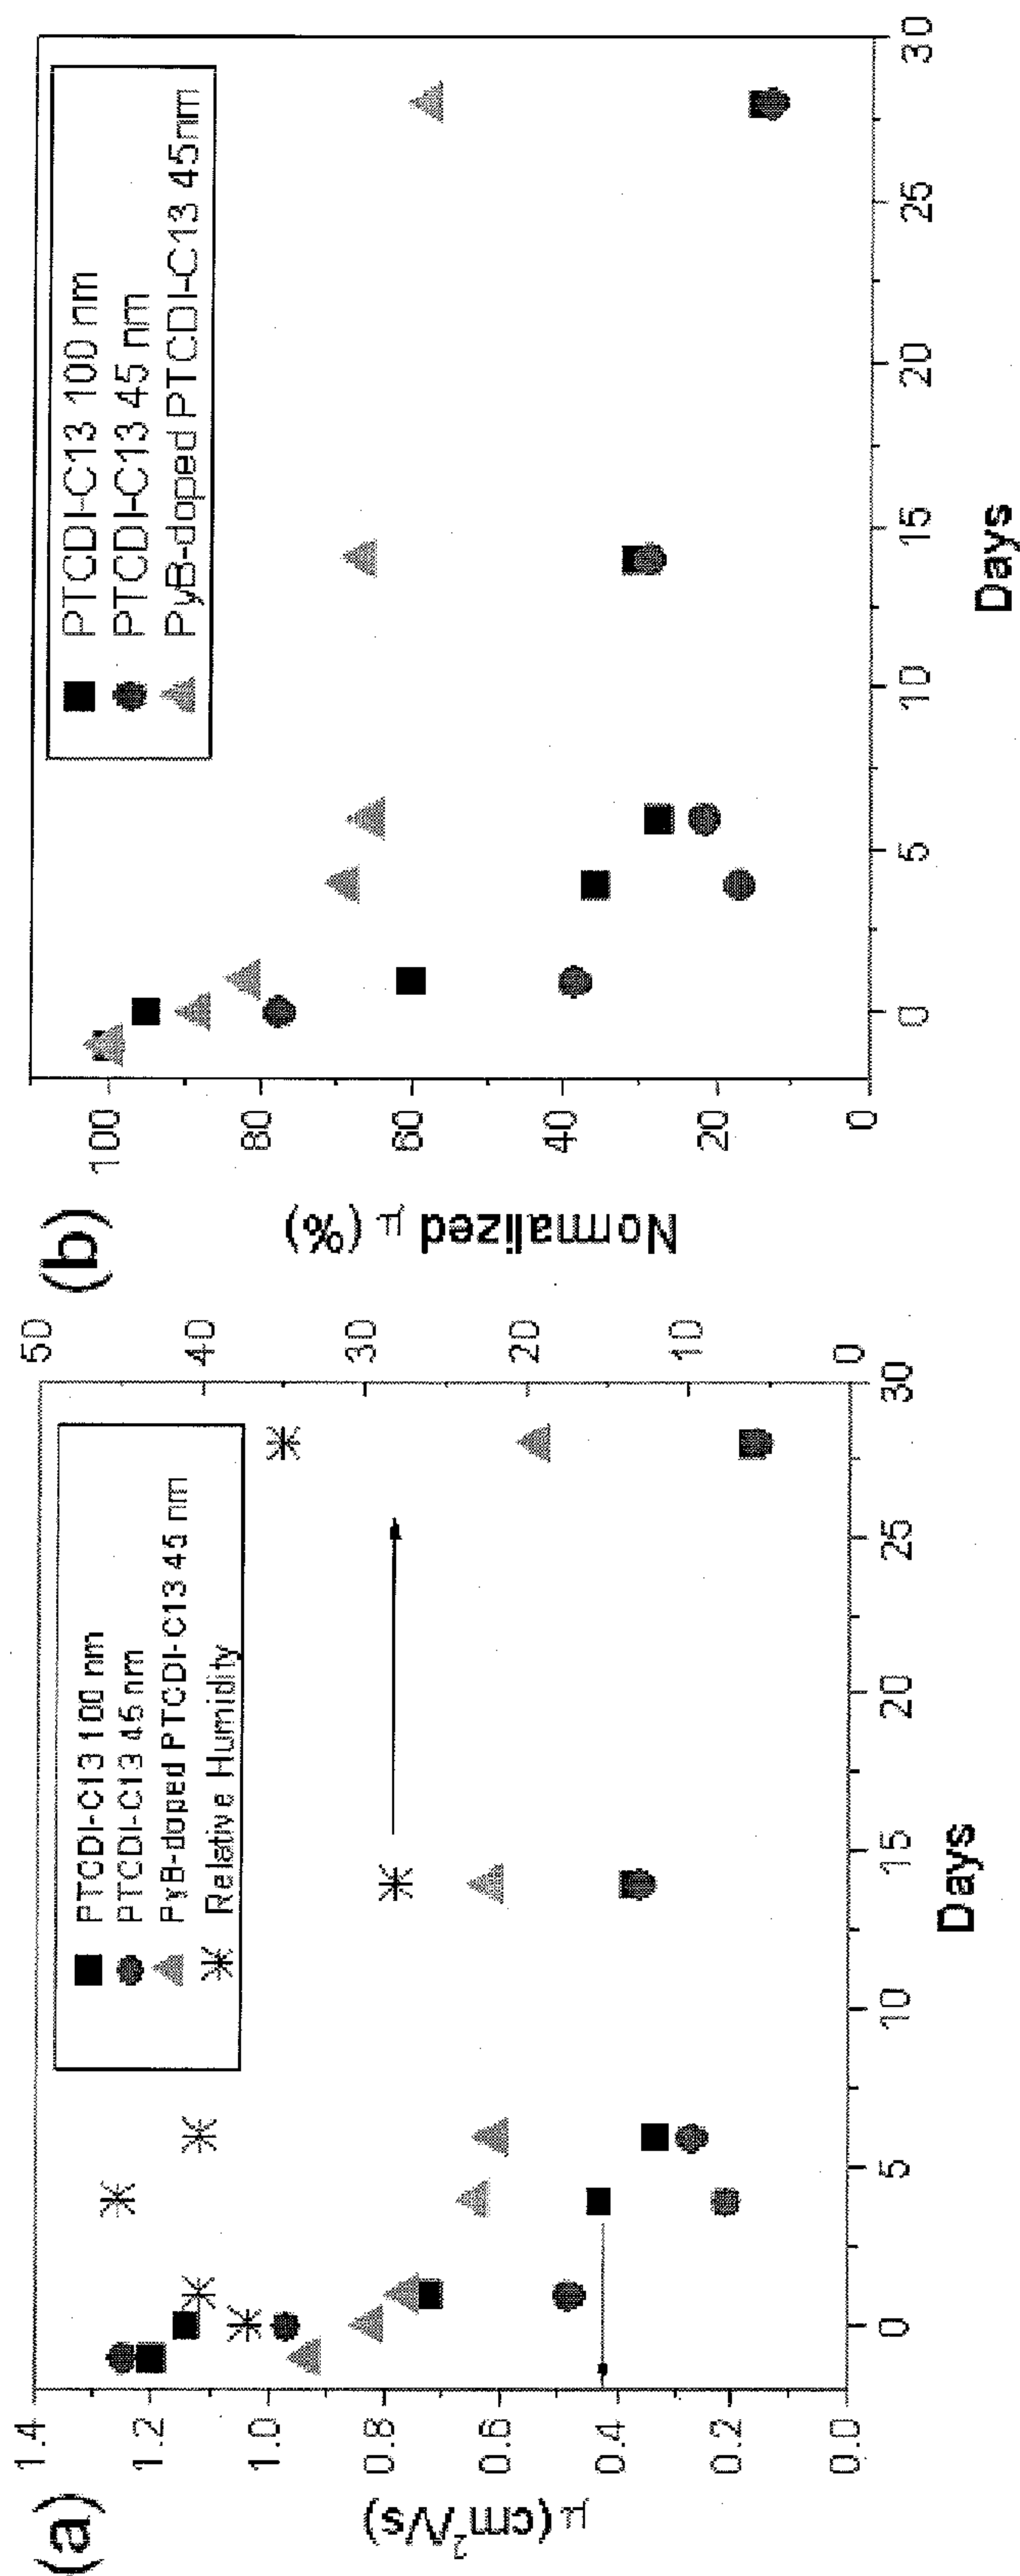 (a)
μ (cm²/Vs)
1.4
1.2
1.0
0.8
0.6
0.4
0.2
0.0
PTCDI-C13 100 nm
PTCDI-C13 45 nm
PyB-doped PTCDI-C13 45 nm
Relative Humidity
50
40
30
20
10
0
0
5
10
15
20
25
30
Days
(b)
Normalized μ (%)
100
80
60
40
20
0
PTCDI-C13 100 nm
PTCDI-C13 45 nm
PyB-doped PTCDI-C13 45nm
0
5
10
15
20
25
30
Days